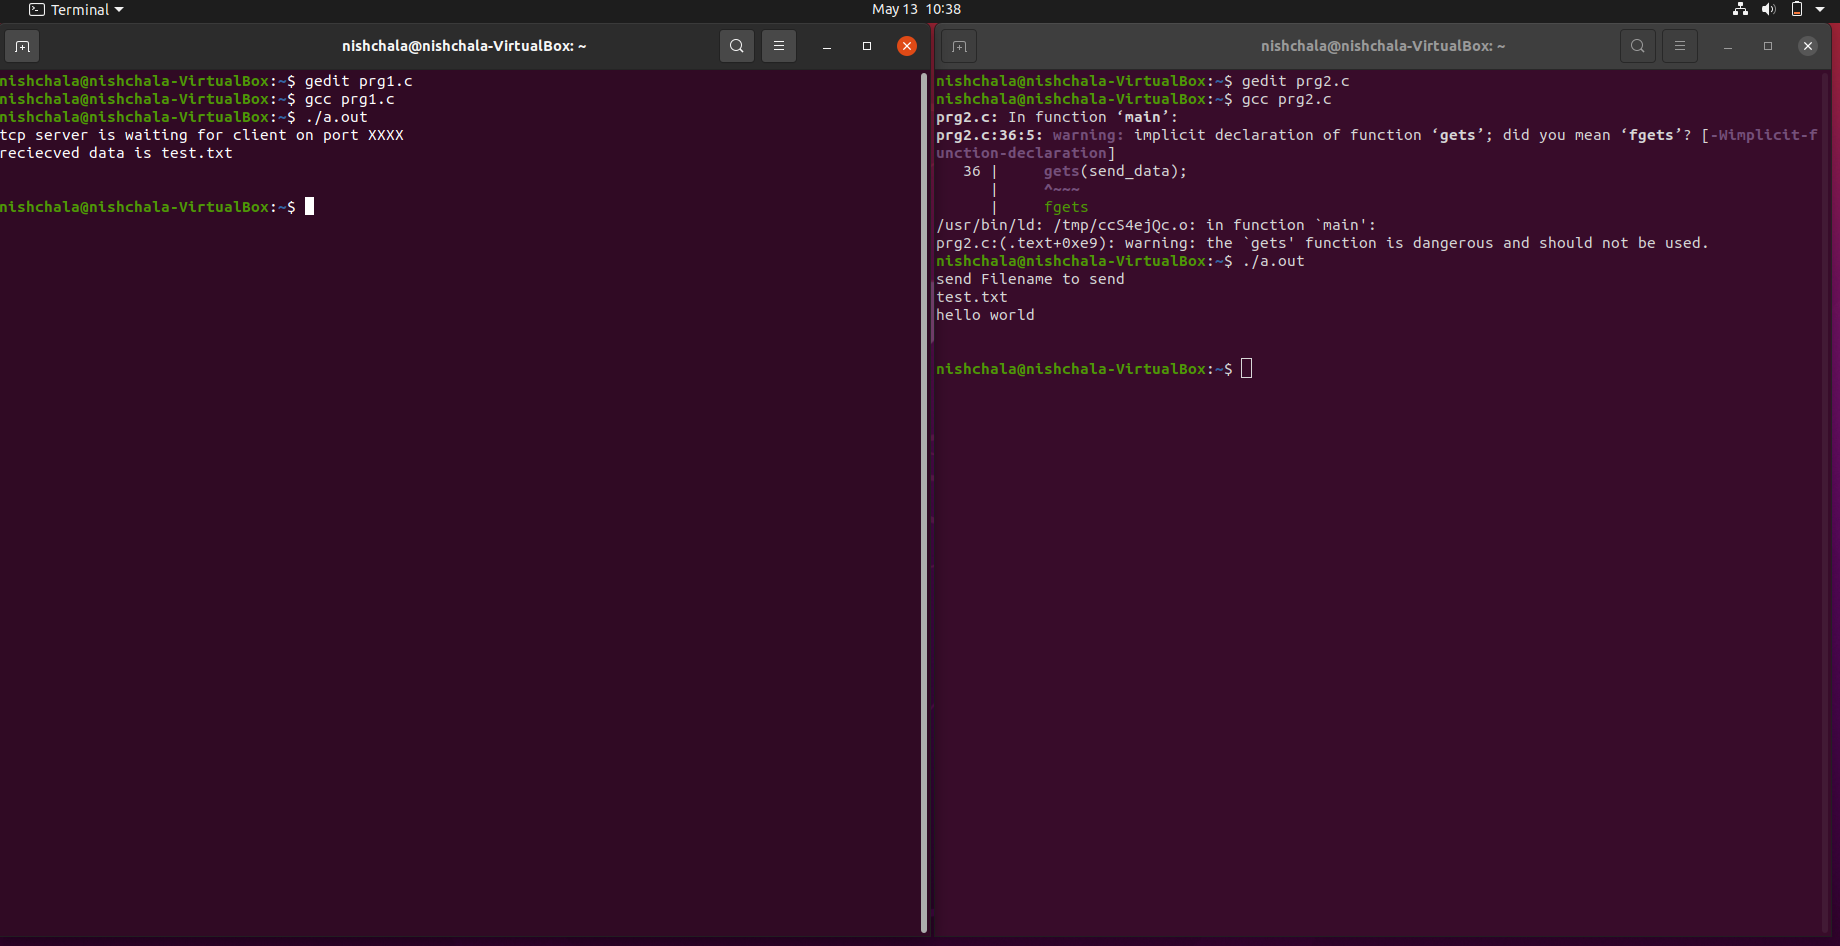 Terminal
May 13 10:38
nishchala@nishchala-VirtualBox: ~
nishchala@nishchala-VirtualBox:~$ gedit prg1.c
nishchala@nishchala-VirtualBox:~$ gcc prg1.c
nishchala@nishchala-VirtualBox:~$ ./a.out
tcp server is waiting for client on port XXXX
reciecved data is test.txt
nishchala@nishchala-VirtualBox:~$
nishchala@nishchala-VirtualBox: ~
nishchala@nishchala-VirtualBox:~$ gedit prg2.c
nishchala@nishchala-VirtualBox:~$ gcc prg2.c
prg2.c: In function ‘main’:
prg2.c:36:5: warning: implicit declaration of function ‘gets’; did you mean ‘fgets’? [-Wimplicit-f
unction-declaration]
36 |     gets(send_data);
|     ^~~~
|     fgets
/usr/bin/ld: /tmp/ccS4ejQc.o: in function `main':
prg2.c:(.text+0xe9): warning: the `gets' function is dangerous and should not be used.
nishchala@nishchala-VirtualBox:~$ ./a.out
send Filename to send
test.txt
hello world
nishchala@nishchala-VirtualBox:~$